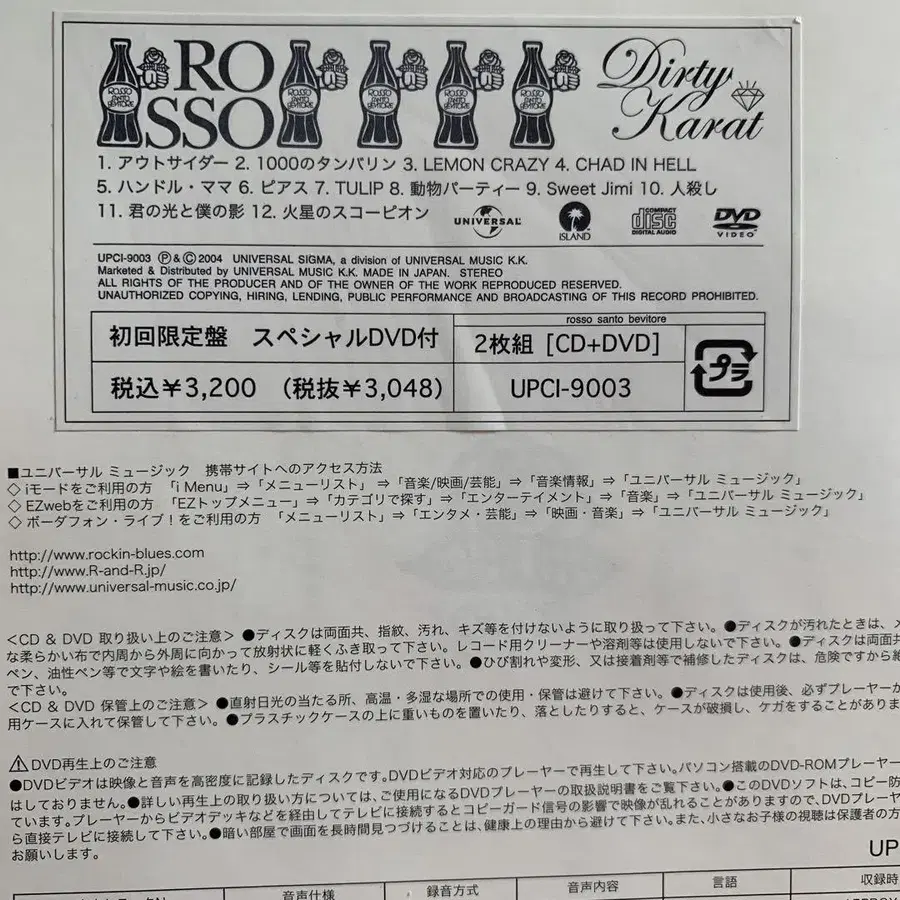 ROSSO
ROSSO SANTO BEVITORE
Dirty Karat
1. アウトサイダー 2. 1000のタンバリン 3. LEMON CRAZY 4. CHAD IN HELL
5. ハンドル・ママ 6. ピアス 7. TULIP 8. 動物パーティー 9. Sweet Jimi 10. 人殺し
11. 君の光と僕の影 12. 火星のスコーピオン
UNIVERSAL ISLAND COMPACT disc DIGITAL AUDIO DVD VIDEO
UPCI-9003 Ⓟ&© 2004 UNIVERSAL SIGMA, a division of UNIVERSAL MUSIC K.K.
Marketed & Distributed by UNIVERSAL MUSIC K.K. MADE IN JAPAN. STEREO
ALL RIGHTS OF THE PRODUCER AND OF THE OWNER OF THE WORK REPRODUCED RESERVED.
UNAUTHORIZED COPYING, HIRING, LENDING, PUBLIC PERFORMANCE AND BROADCASTING OF THIS RECORD PROHIBITED.
rosso santo bevitore
初回限定盤 スペシャルDVD付 2枚組 [CD+DVD]
税込¥3,200 (税抜¥3,048) UPCI-9003
プラ
■ユニバーサル ミュージック 携帯サイトへのアクセス方法
◇ iモードをご利用の方 「i Menu」⇒「メニューリスト」⇒「音楽/映画/芸能」⇒「音楽情報」⇒「ユニバーサル ミュージック」
◇ EZwebをご利用の方 「EZトップメニュー」⇒「カテゴリで探す」⇒「エンターテイメント」⇒「音楽」⇒「ユニバーサル ミュージック」
◇ ボーダフォン・ライブ！をご利用の方 「メニューリスト」⇒「エンタメ・芸能」⇒「映画・音楽」⇒「ユニバーサル ミュージック」
http://www.rockin-blues.com
http://www.R-and-R.jp/
http://www.universal-music.co.jp/
<CD & DVD 取り扱い上のご注意> ●ディスクは両面共、指紋、汚れ、キズ等を付けないように取り扱って下さい。●ディスクが汚れたときは、メ
な柔らかい布で内周から外周に向かって放射状に軽くふき取って下さい。レコード用クリーナーや溶剤等は使用しないで下さい。●ディスクは両面共
ペン、油性ペン等で文字や絵を書いたり、シール等を貼付しないで下さい。●ひび割れや変形、又は接着剤等で補修したディスクは、危険ですから絶
で下さい。
<CD & DVD 保管上のご注意> ●直射日光の当たる所、高温・多湿な場所での使用・保管は避けて下さい。●ディスクは使用後、必ずプレーヤーか
用ケースに入れて保管して下さい。●プラスチックケースの上に重いものを置いたり、落としたりすると、ケースが破損し、ケガをすることがありま
⚠DVD再生上のご注意
●DVDビデオは映像と音声を高密度に記録したディスクです。DVDビデオ対応のプレーヤーで再生して下さい。パソコン搭載のDVD-ROMプレーヤー
はしておりません。●詳しい再生上の取り扱い方については、ご使用になるDVDプレーヤーの取扱説明書をご覧下さい。●このDVDソフトは、コピー防
ています。プレーヤーからビデオデッキなどを経由してテレビに接続するとコピーガード信号の影響で映像が乱れることがありますので、DVDプレーヤ
ら直接テレビに接続して下さい。●暗い部屋で画面を長時間見つづけることは、健康上の理由から避けて下さい。また、小さなお子様の視聴は保護者の方
お願いします。
UP
音声仕様 録音方式 音声内容 言語 収録時